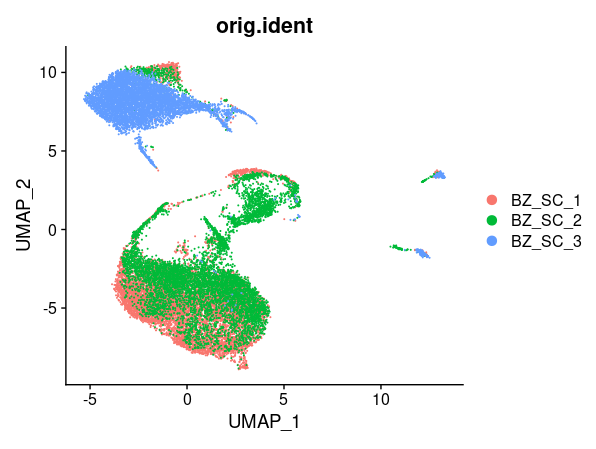 orig.ident
10
5
0
-5
UMAP_2
-5
0
5
10
UMAP_1
BZ_SC_1
BZ_SC_2
BZ_SC_3